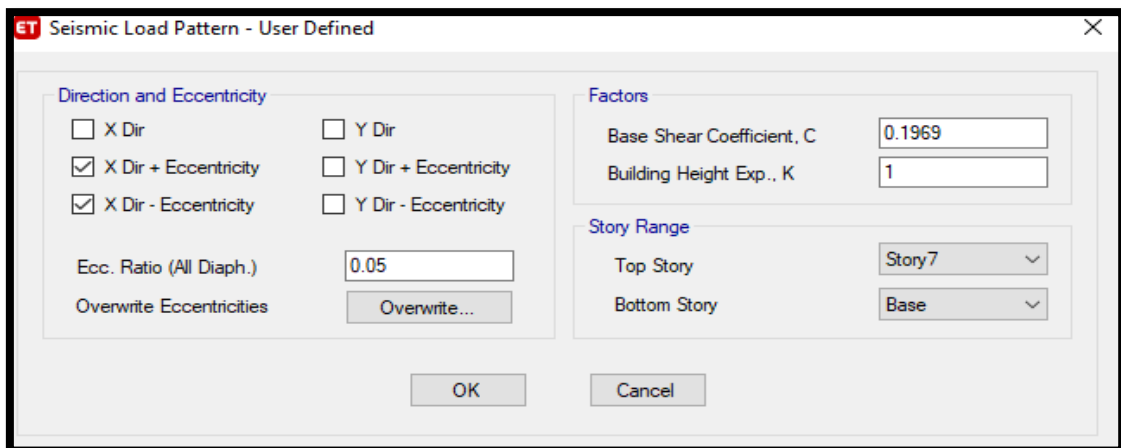 ET Seismic Load Pattern - User Defined
Direction and Eccentricity
X Dir
Y Dir
X Dir + Eccentricity
Y Dir + Eccentricity
X Dir - Eccentricity
Y Dir - Eccentricity
Ecc. Ratio (All Diaph.) 0.05
Overwrite Eccentricities Overwrite...
Factors
Base Shear Coefficient, C 0.1969
Building Height Exp., K 1
Story Range
Top Story Story7
Bottom Story Base
OK
Cancel